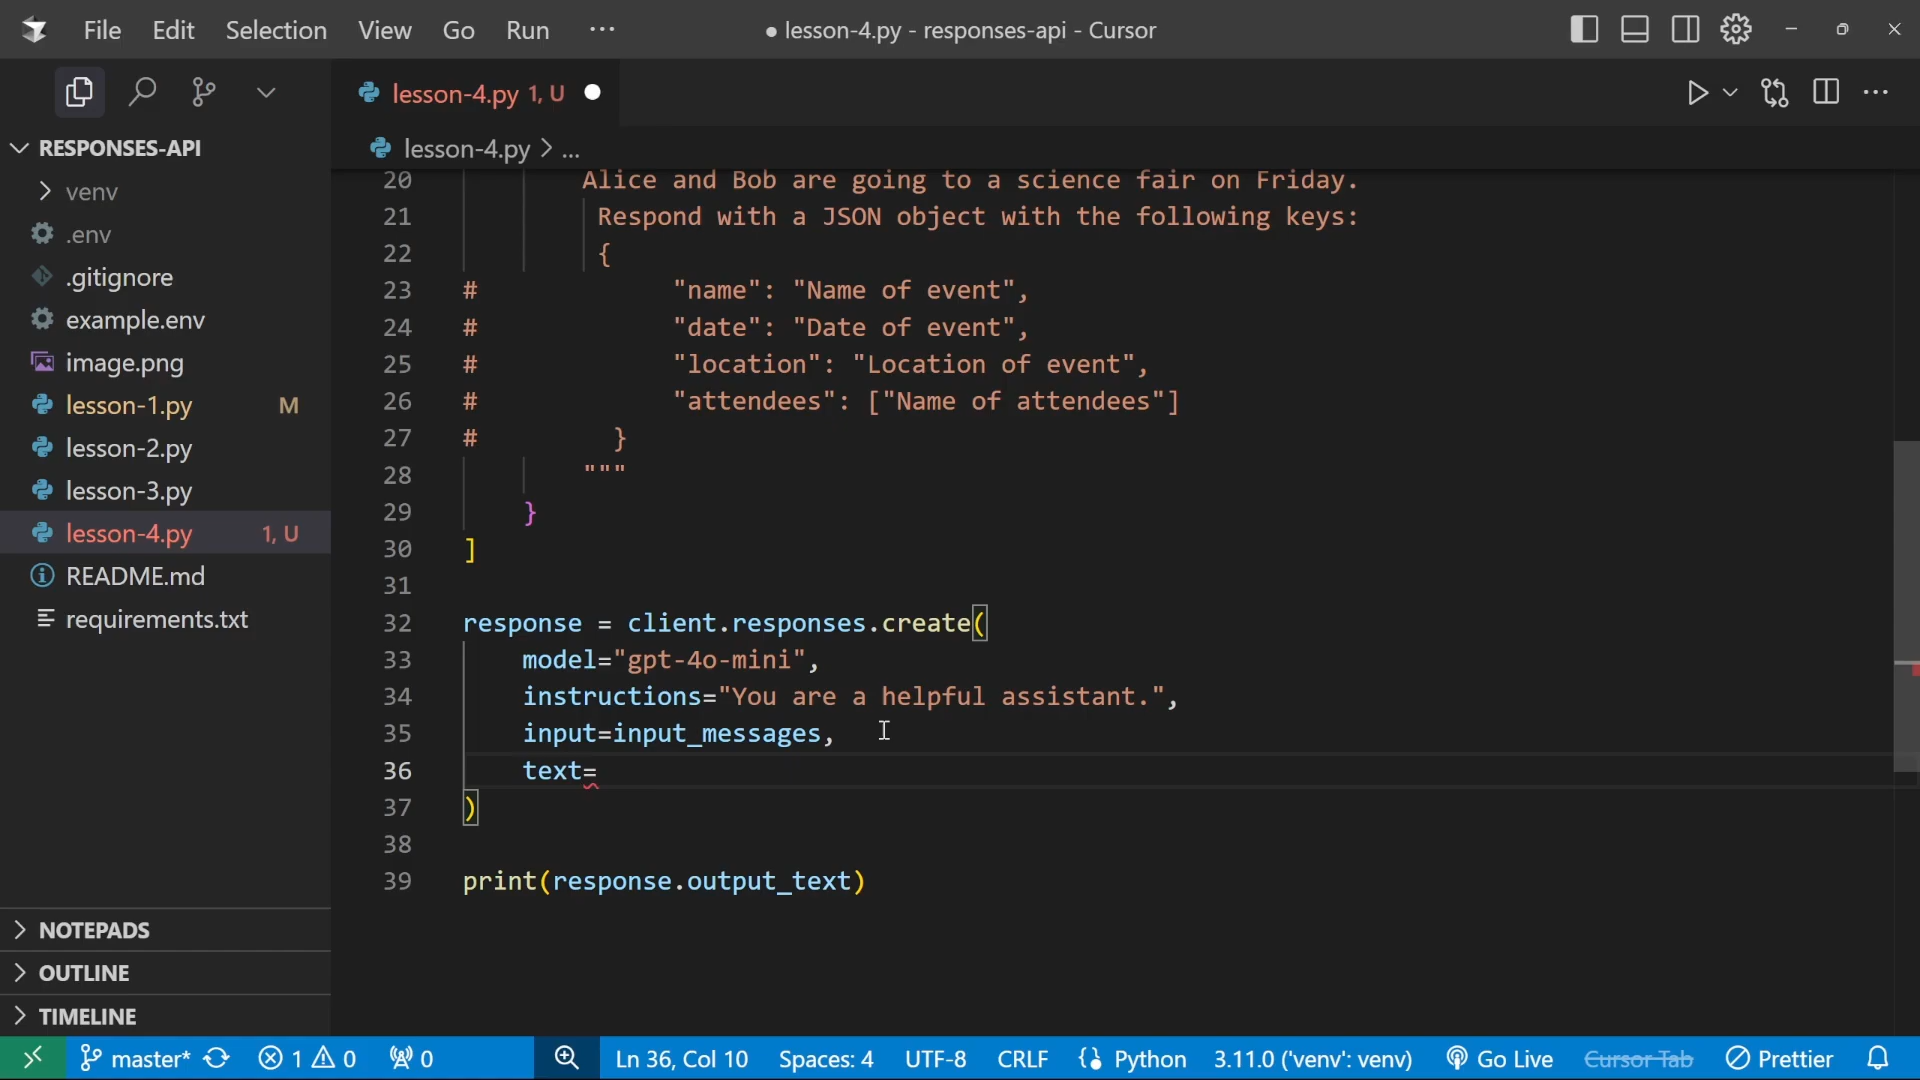 File Edit Selection View Go Run ···
● lesson-4.py - responses-api - Cursor
lesson-4.py 1, U
RESPONSES-API
venv
.env
.gitignore
example.env
image.png
lesson-1.py M
lesson-2.py
lesson-3.py
lesson-4.py 1, U
README.md
requirements.txt
NOTEPADS
OUTLINE
TIMELINE
lesson-4.py > ...
20 Alice and Bob are going to a science fair on Friday.
21 Respond with a JSON object with the following keys:
22 {
23 # "name": "Name of event",
24 # "date": "Date of event",
25 # "location": "Location of event",
26 # "attendees": ["Name of attendees"]
27 # }
28 """
29 }
30 ]
31
32 response = client.responses.create(
33 model="gpt-4o-mini",
34 instructions="You are a helpful assistant.",
35 input=input_messages,
36 text=
37 )
38
39 print(response.output_text)
master* 1 0 0 Ln 36, Col 10 Spaces: 4 UTF-8 CRLF Python 3.11.0 ('venv': venv) Go Live Cursor Tab Prettier